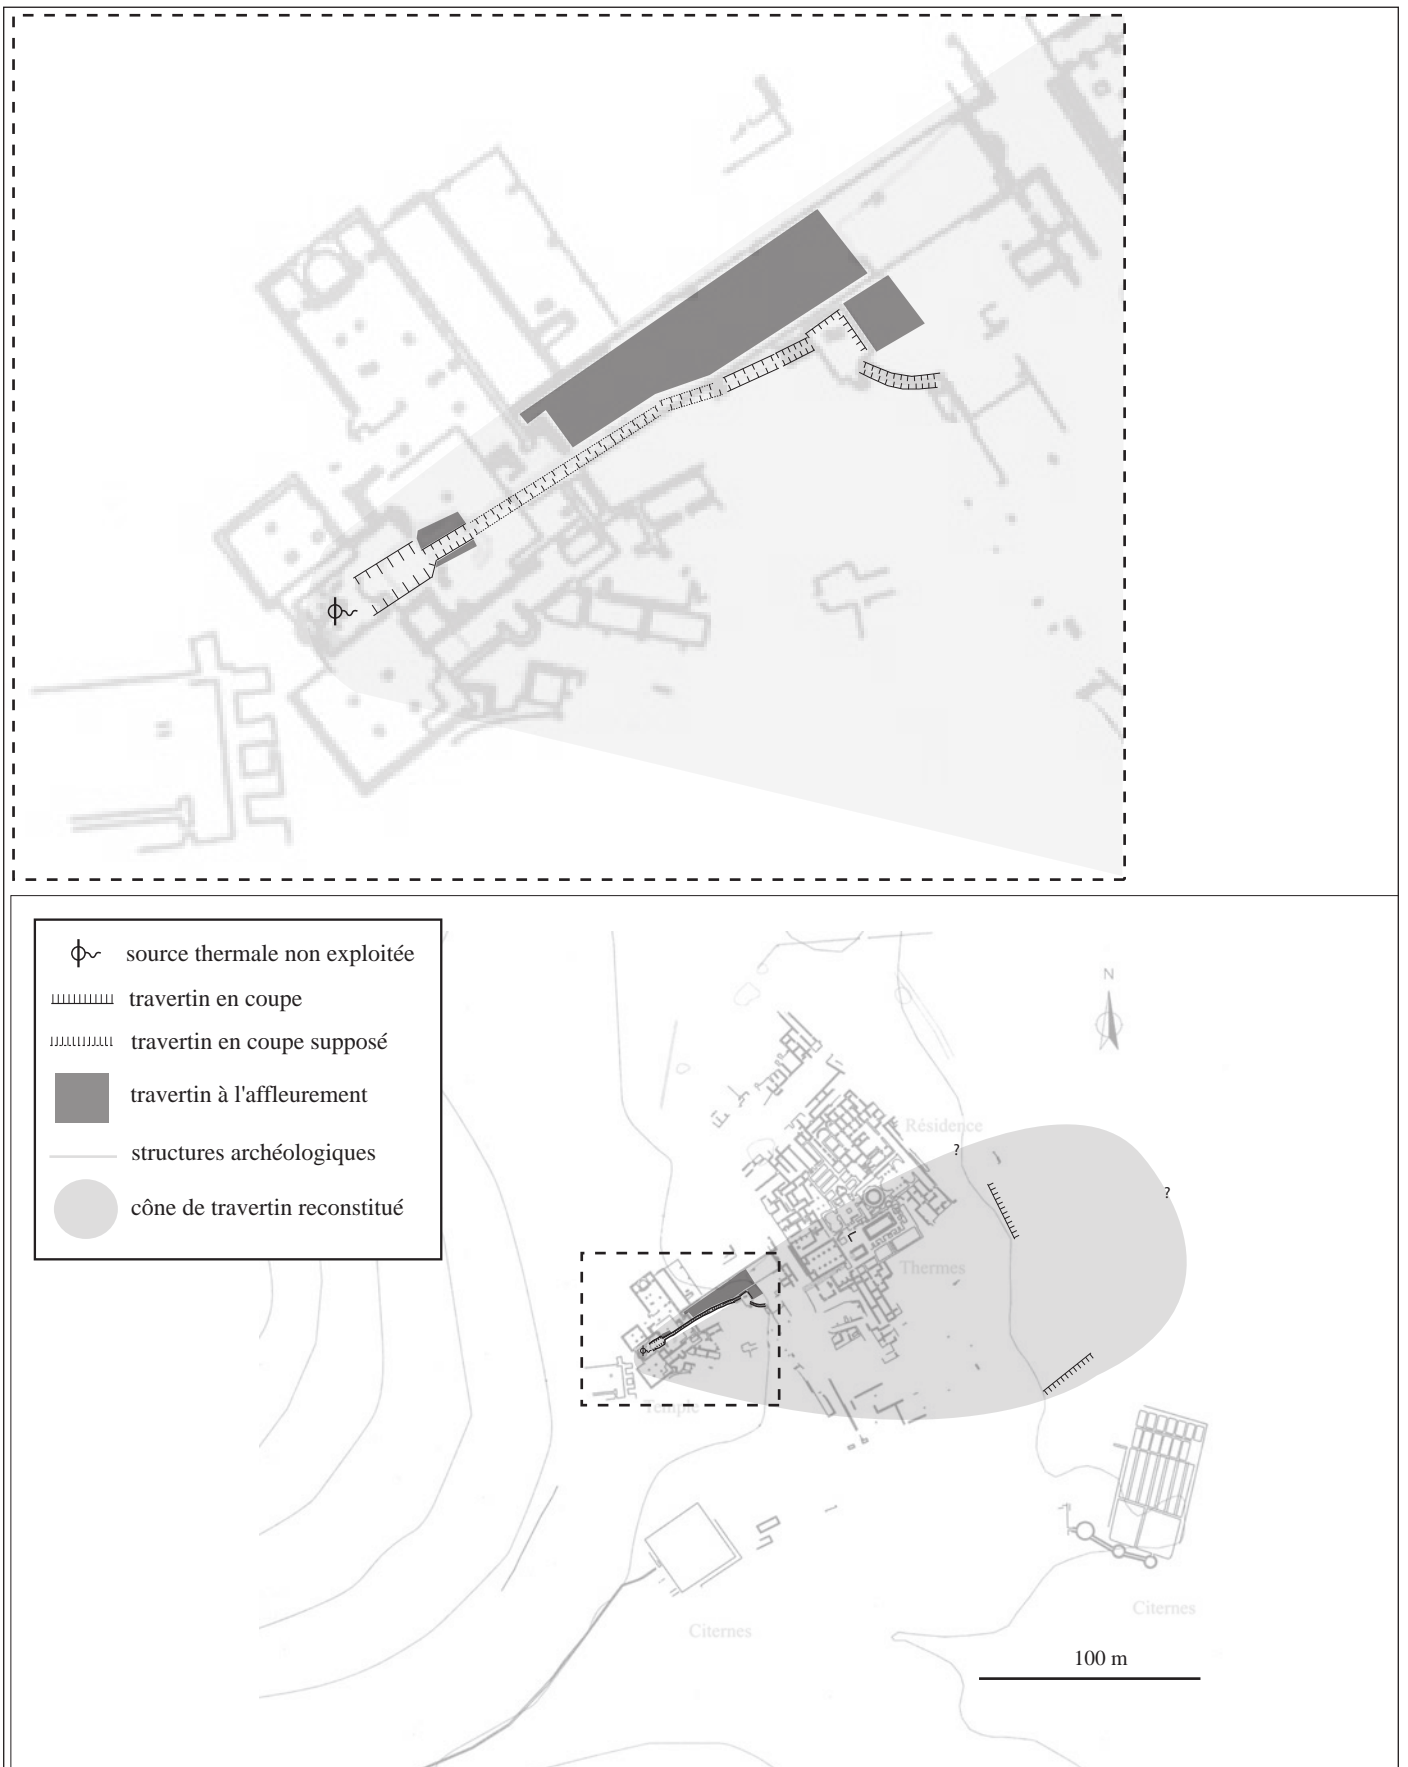 source thermale non exploitée
travertin en coupe
travertin en coupe supposé
travertin à l'affleurement
structures archéologiques
cône de travertin reconstitué
N
Résidence
?
?
Thermes
Temple
Citernes
Citernes
100 m